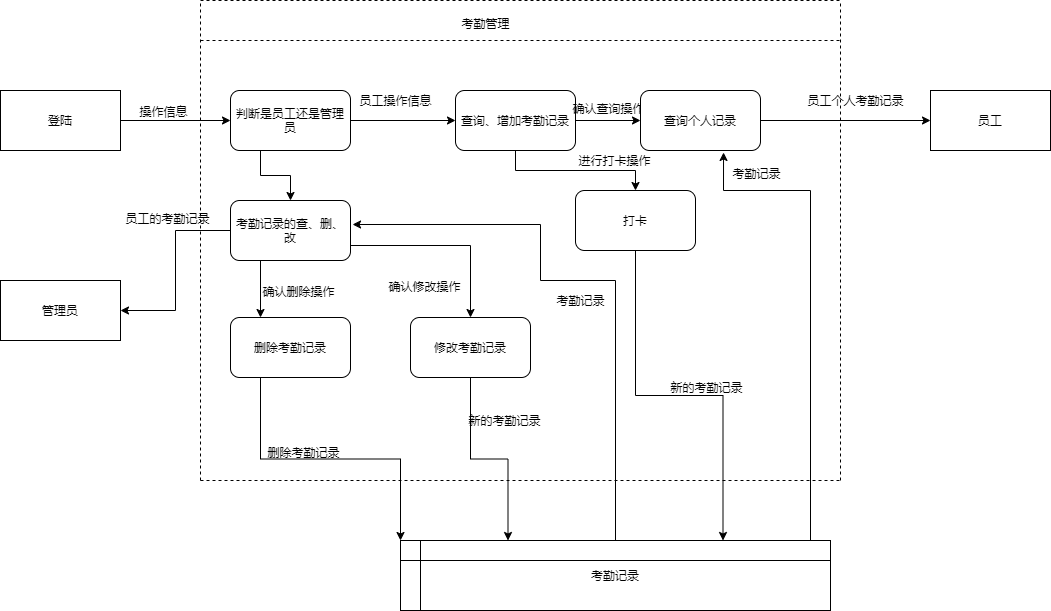 考勤管理
登陆
操作信息
判断是员工还是管理
员
员工操作信息
查询、增加考勤记录
确认查询操作
查询个人记录
员工个人考勤记录
员工
进行打卡操作
考勤记录
打卡
员工的考勤记录
考勤记录的查、删、
改
管理员
确认删除操作
确认修改操作
考勤记录
删除考勤记录
修改考勤记录
新的考勤记录
新的考勤记录
删除考勤记录
考勤记录